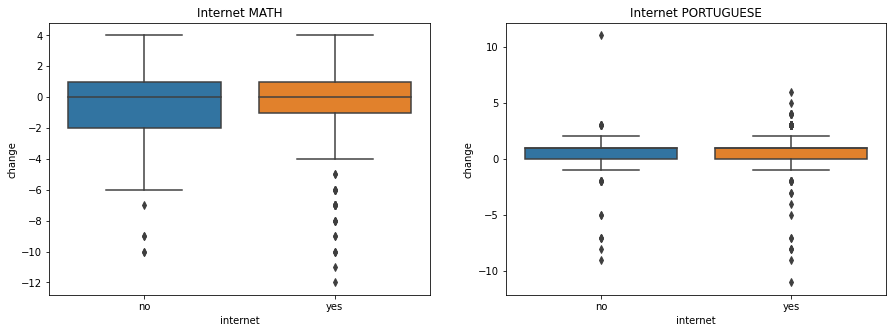 Internet MATH
change
4
2
0
−2
−4
−6
−8
−10
−12
no
yes
internet
Internet PORTUGUESE
change
10
5
0
−5
−10
no
yes
internet